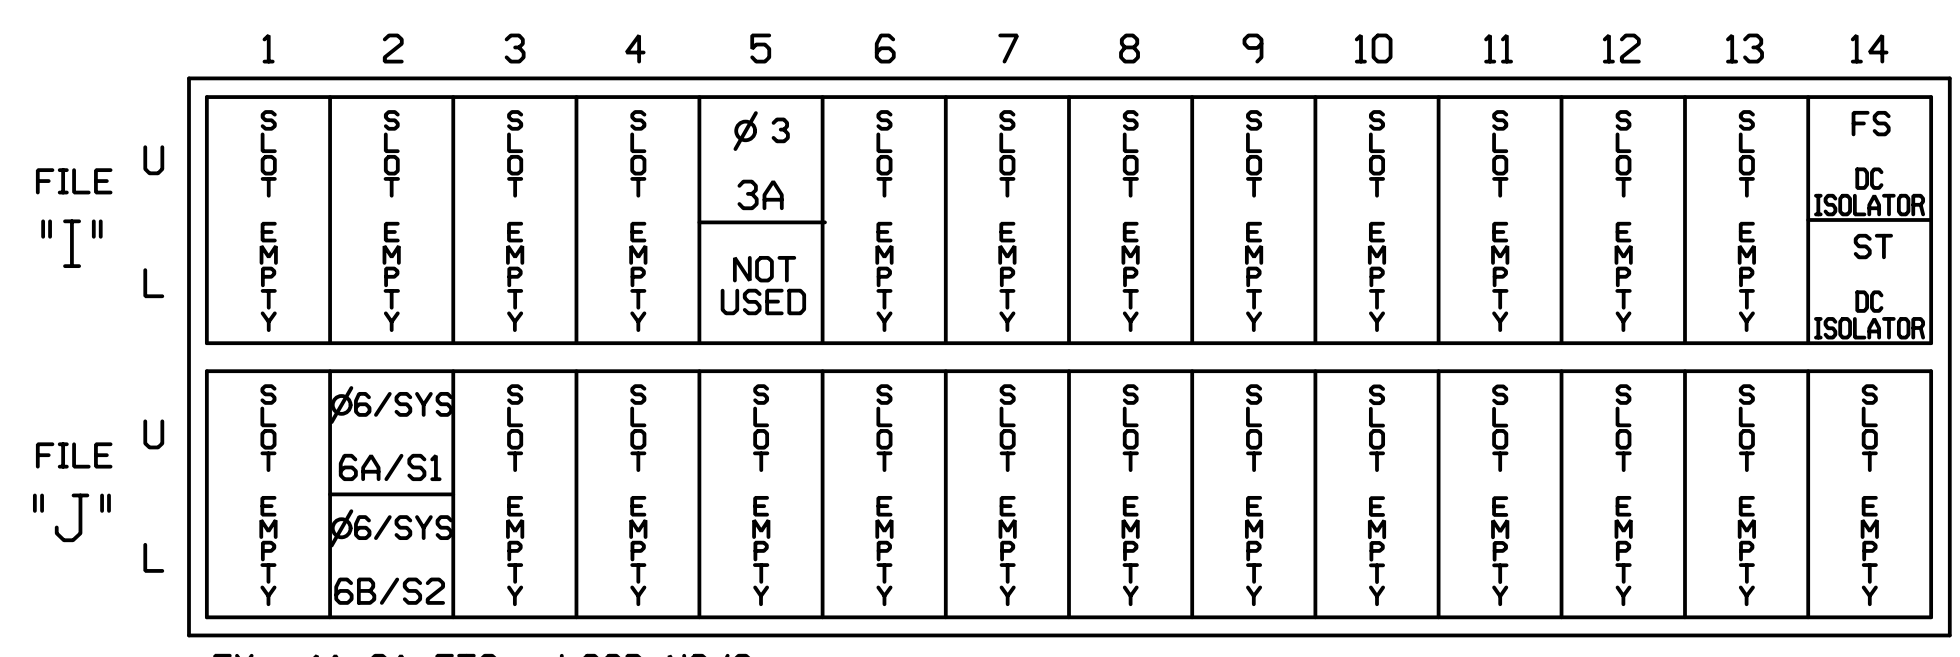 1 2 3 4 5 6 7 8 9 10 11 12 13 14
FILE "I"
U
L
SLOT EMPTY
SLOT EMPTY
SLOT EMPTY
SLOT EMPTY
Ø 3
3A
NOT
USED
SLOT EMPTY
SLOT EMPTY
SLOT EMPTY
SLOT EMPTY
SLOT EMPTY
SLOT EMPTY
SLOT EMPTY
SLOT EMPTY
FS
DC
ISOLATOR
ST
DC
ISOLATOR
FILE "J"
U
L
SLOT EMPTY
Ø6/SYS
6A/S1
Ø6/SYS
6B/S2
SLOT EMPTY
SLOT EMPTY
SLOT EMPTY
SLOT EMPTY
SLOT EMPTY
SLOT EMPTY
SLOT EMPTY
SLOT EMPTY
SLOT EMPTY
SLOT EMPTY
SLOT EMPTY
SLOT EMPTY